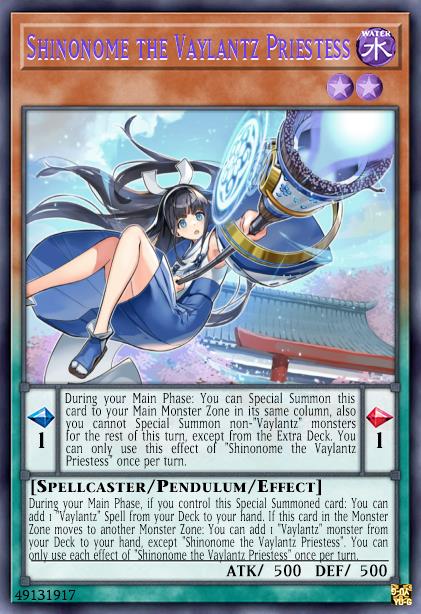 Shinonome the Vaylantz Priestess
WATER
水
During your Main Phase: You can Special Summon this
card to your Main Monster Zone in its same column, also
you cannot Special Summon non-"Vaylantz" monsters
for the rest of this turn, except from the Extra Deck. You
can only use this effect of "Shinonome the Vaylantz
Priestess" once per turn.
1
1
[Spellcaster/Pendulum/Effect]
During your Main Phase, if you control this Special Summoned card: You can
add 1 "Vaylantz" Spell from your Deck to your hand. If this card in the Monster
Zone moves to another Monster Zone: You can add 1 "Vaylantz" monster from
your Deck to your hand, except "Shinonome the Vaylantz Priestess". You can
only use each effect of "Shinonome the Vaylantz Priestess" once per turn.
ATK/ 500 DEF/ 500
49131917